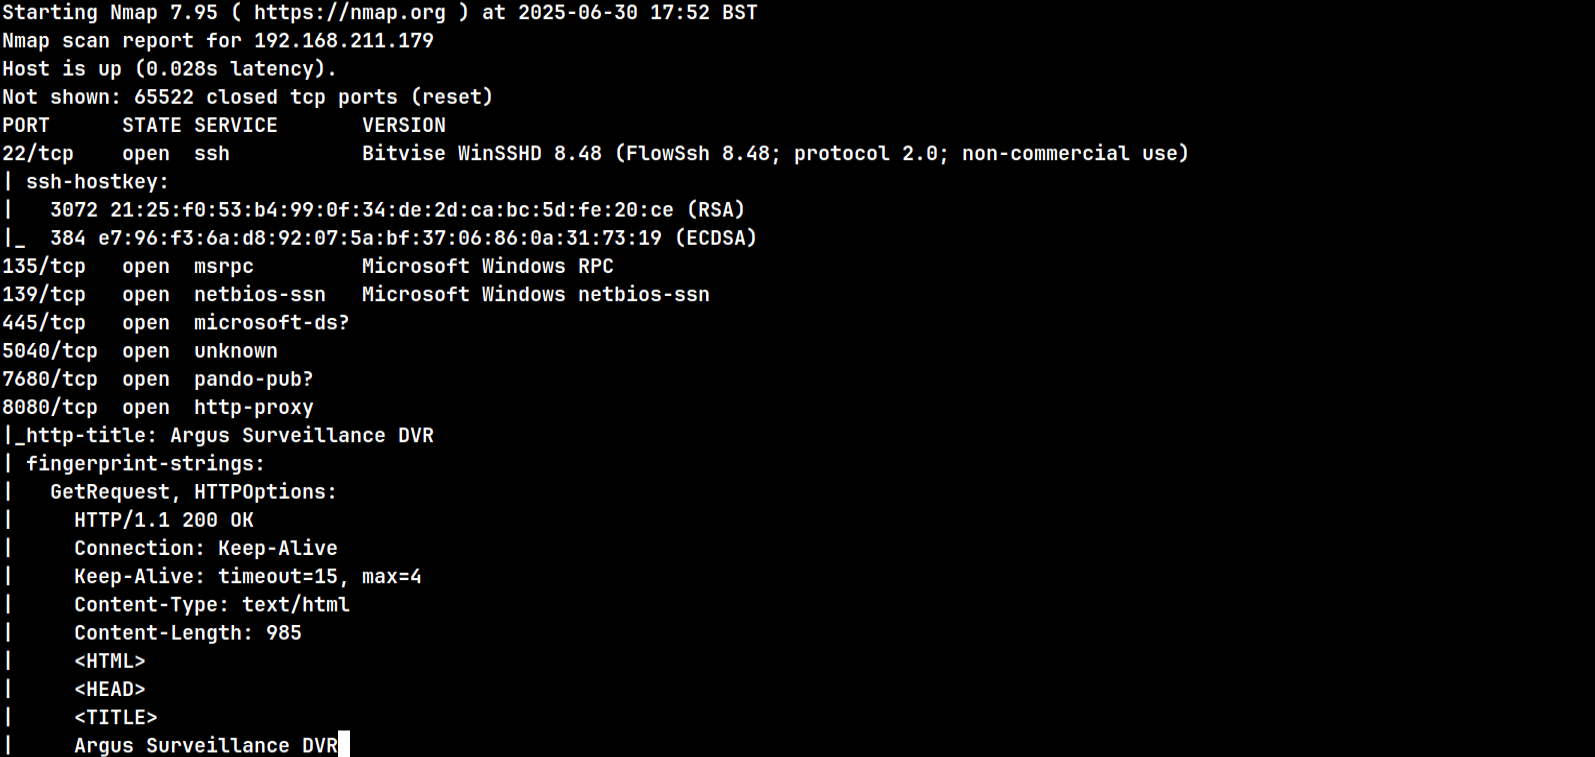 Starting Nmap 7.95 ( https://nmap.org ) at 2025-06-30 17:52 BST
Nmap scan report for 192.168.211.179
Host is up (0.028s latency).
Not shown: 65522 closed tcp ports (reset)
PORT      STATE SERVICE       VERSION
22/tcp    open  ssh           Bitvise WinSSHD 8.48 (FlowSsh 8.48; protocol 2.0; non-commercial use)
| ssh-hostkey:
|   3072 21:25:f0:53:b4:99:0f:34:de:2d:ca:bc:5d:fe:20:ce (RSA)
|_  384 e7:96:f3:6a:d8:92:07:5a:bf:37:06:86:0a:31:73:19 (ECDSA)
135/tcp   open  msrpc         Microsoft Windows RPC
139/tcp   open  netbios-ssn   Microsoft Windows netbios-ssn
445/tcp   open  microsoft-ds?
5040/tcp  open  unknown
7680/tcp  open  pando-pub?
8080/tcp  open  http-proxy
|_http-title: Argus Surveillance DVR
| fingerprint-strings:
|   GetRequest, HTTPOptions:
|     HTTP/1.1 200 OK
|     Connection: Keep-Alive
|     Keep-Alive: timeout=15, max=4
|     Content-Type: text/html
|     Content-Length: 985
|     <HTML>
|     <HEAD>
|     <TITLE>
|     Argus Surveillance DVR